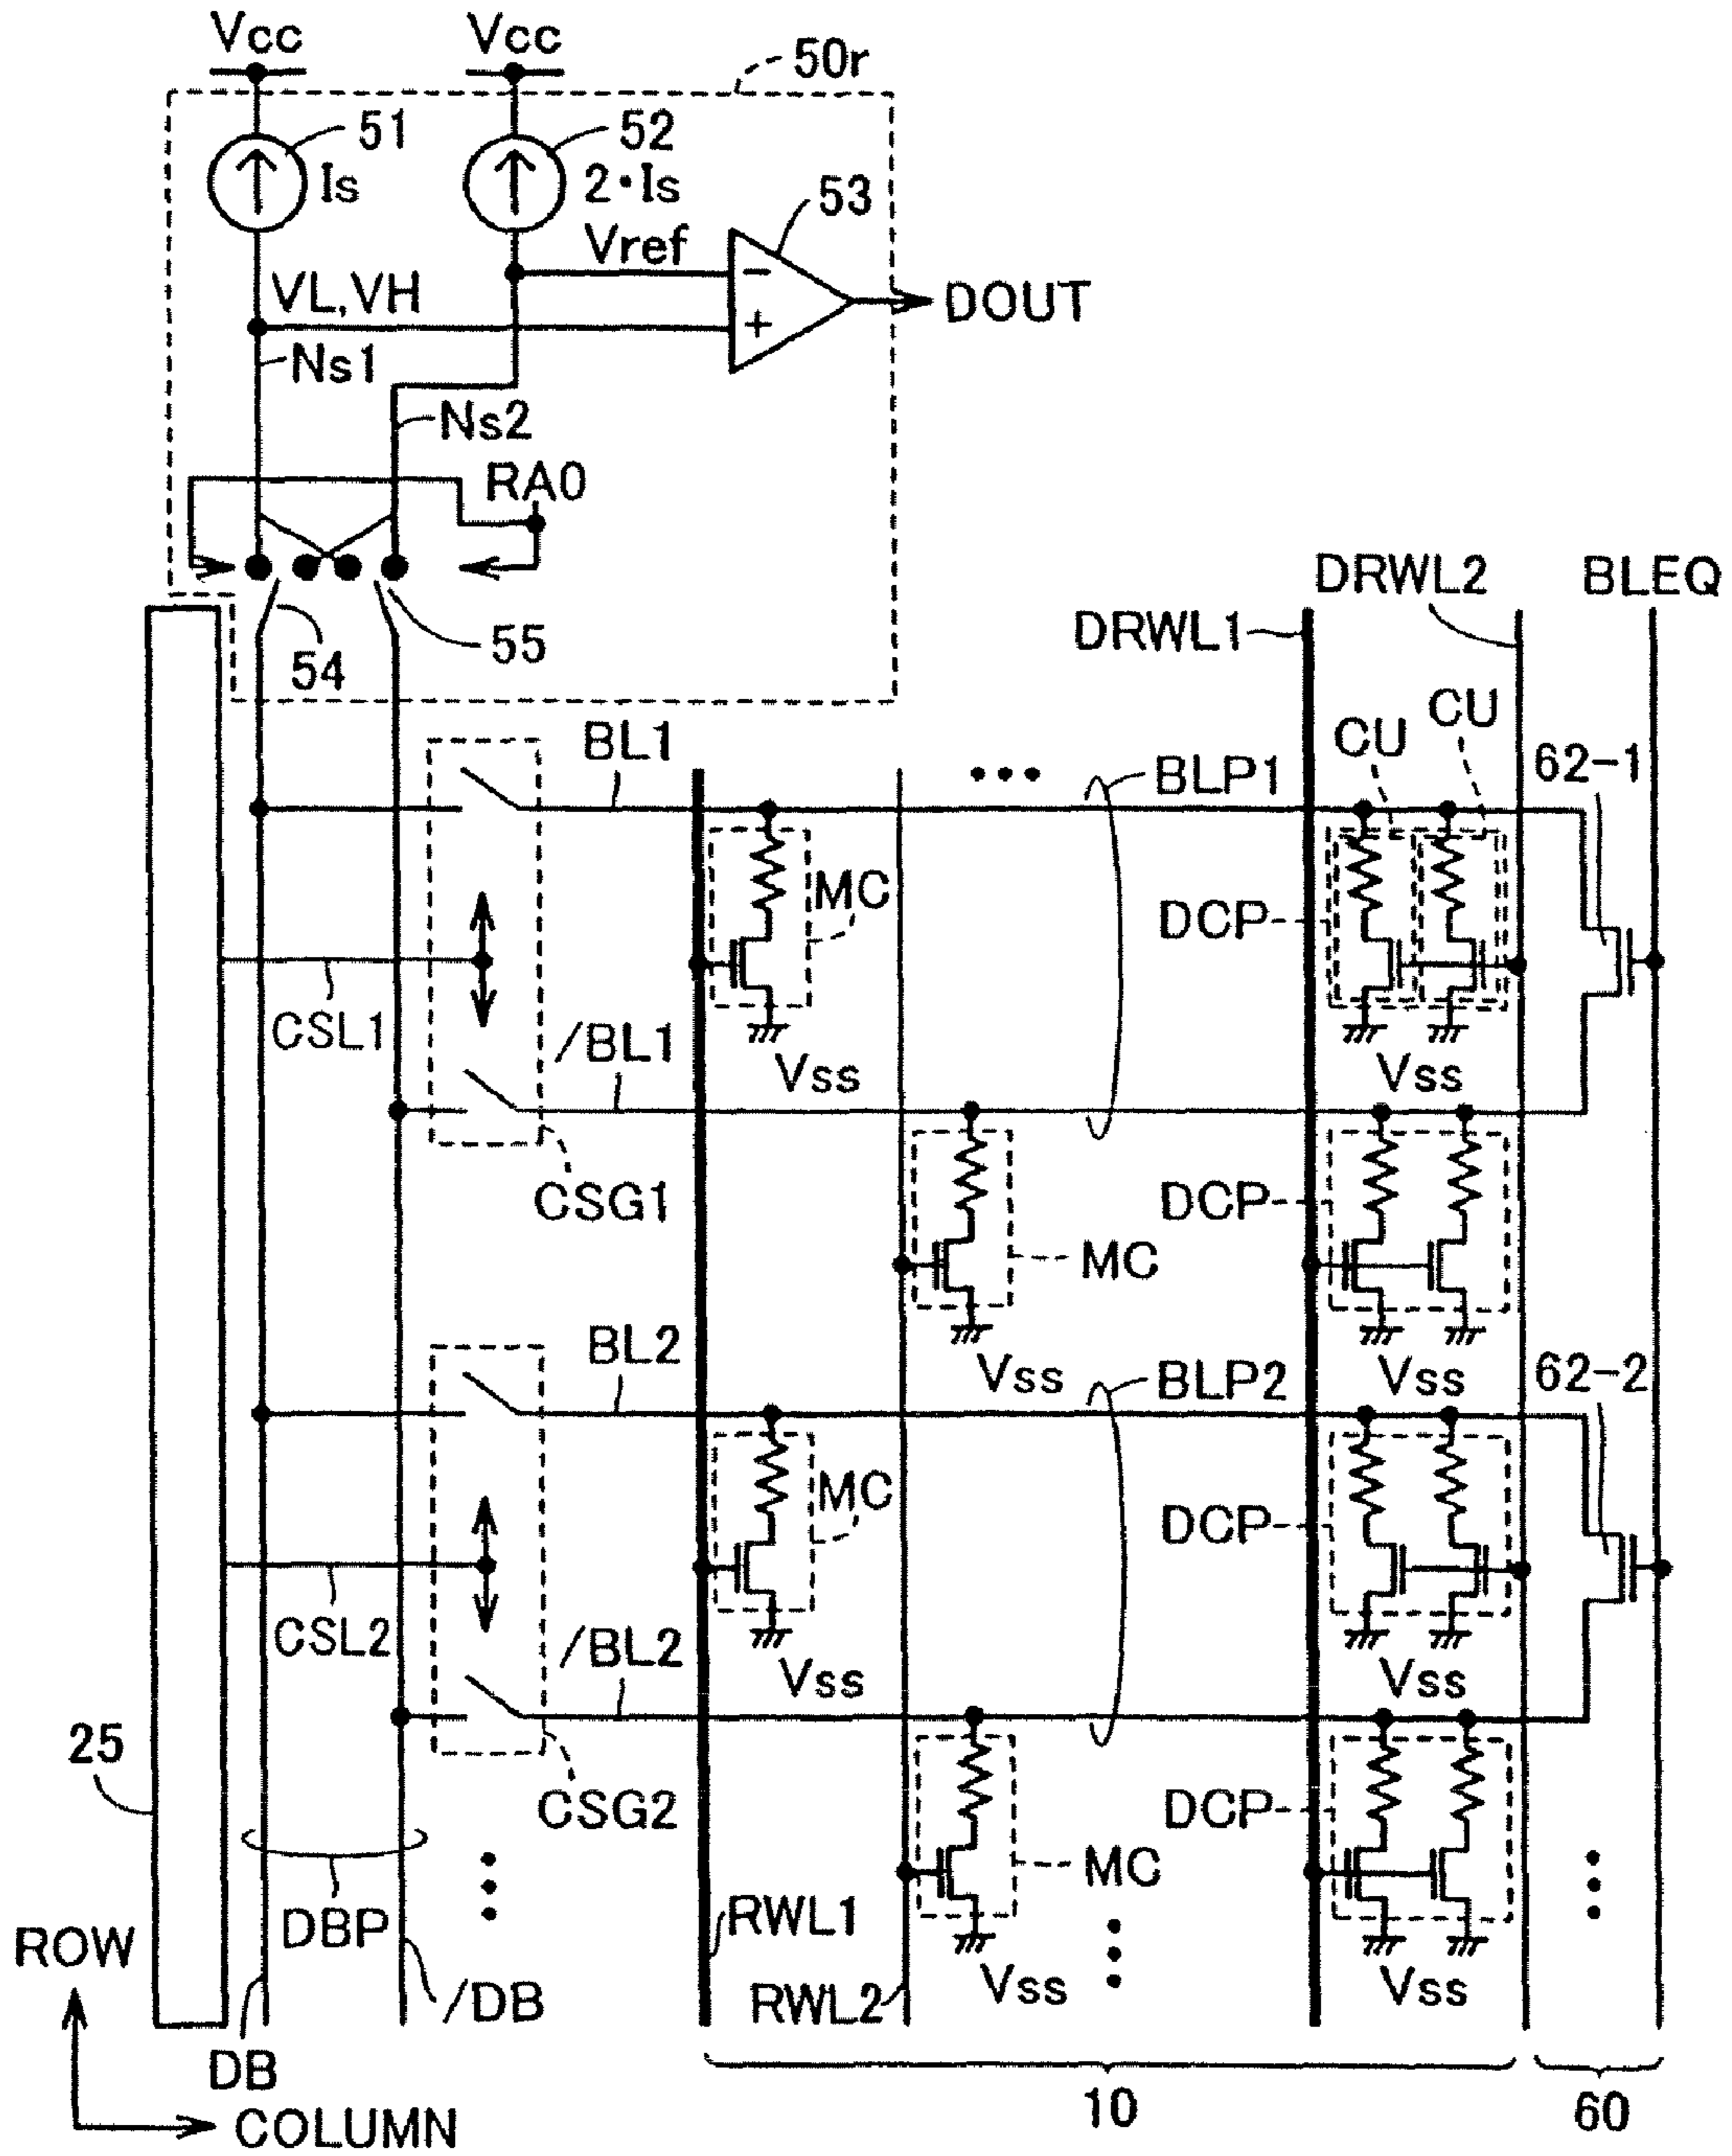 Vcc
Vcc
50r
51
52
Is
2·Is
53
Vref
VL,VH
−
+
DOUT
Ns1
Ns2
RA0
DRWL2
BLEQ
DRWL1
54
55
CU
CU
BL1
BLP1
62-1
MC
DCP
CSL1
/BL1
Vss
Vss
CSG1
DCP
MC
BL2
Vss
BLP2
Vss
62-2
MC
DCP
CSL2
/BL2
Vss
Vss
25
CSG2
DCP
MC
DBP
RWL1
ROW
/DB
RWL2
Vss
Vss
DB
10
60
COLUMN